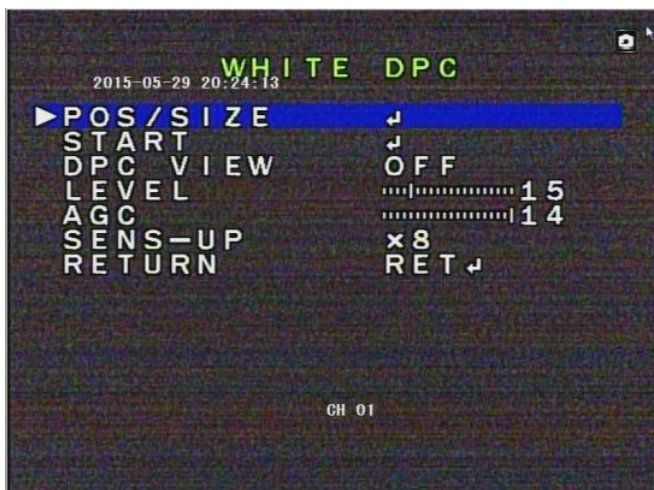 WHITE DPC
2015-05-29 20:24:13
POS/SIZE ↵
START ↵
DPC VIEW OFF
LEVEL 15
AGC 14
SENS-UP ×8
RETURN RET↵
CH 01